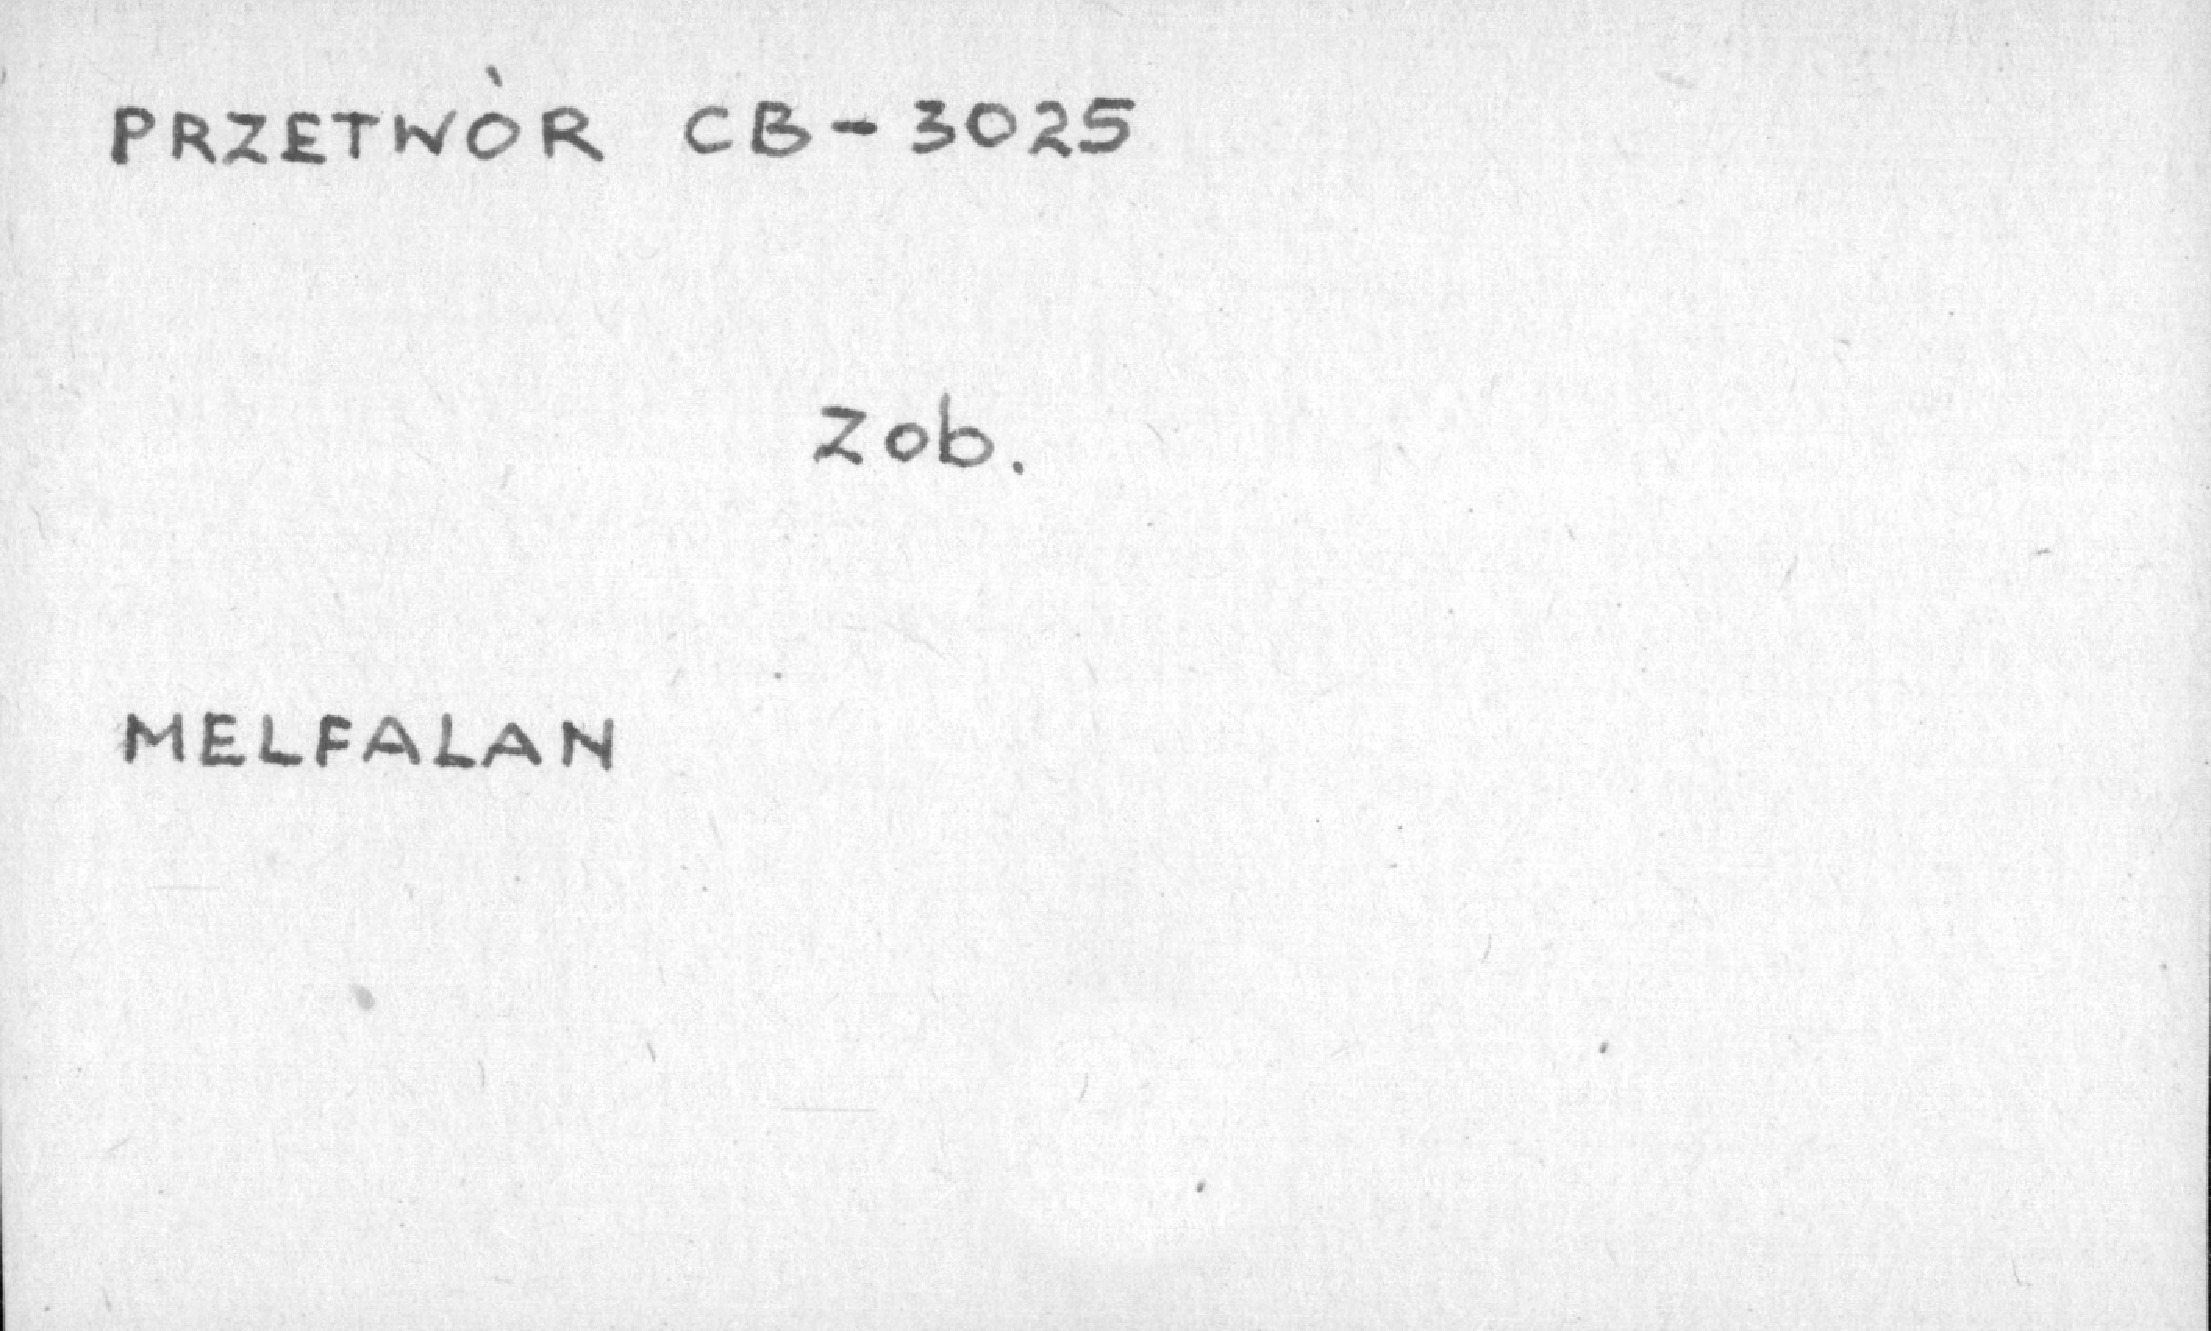 PRZETWÒR CB-3025
Zob.
MELFALAN